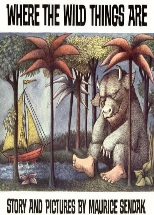 WHERE THE WILD THINGS ARE
STORY AND PICTURES BY MAURICE SENDAK